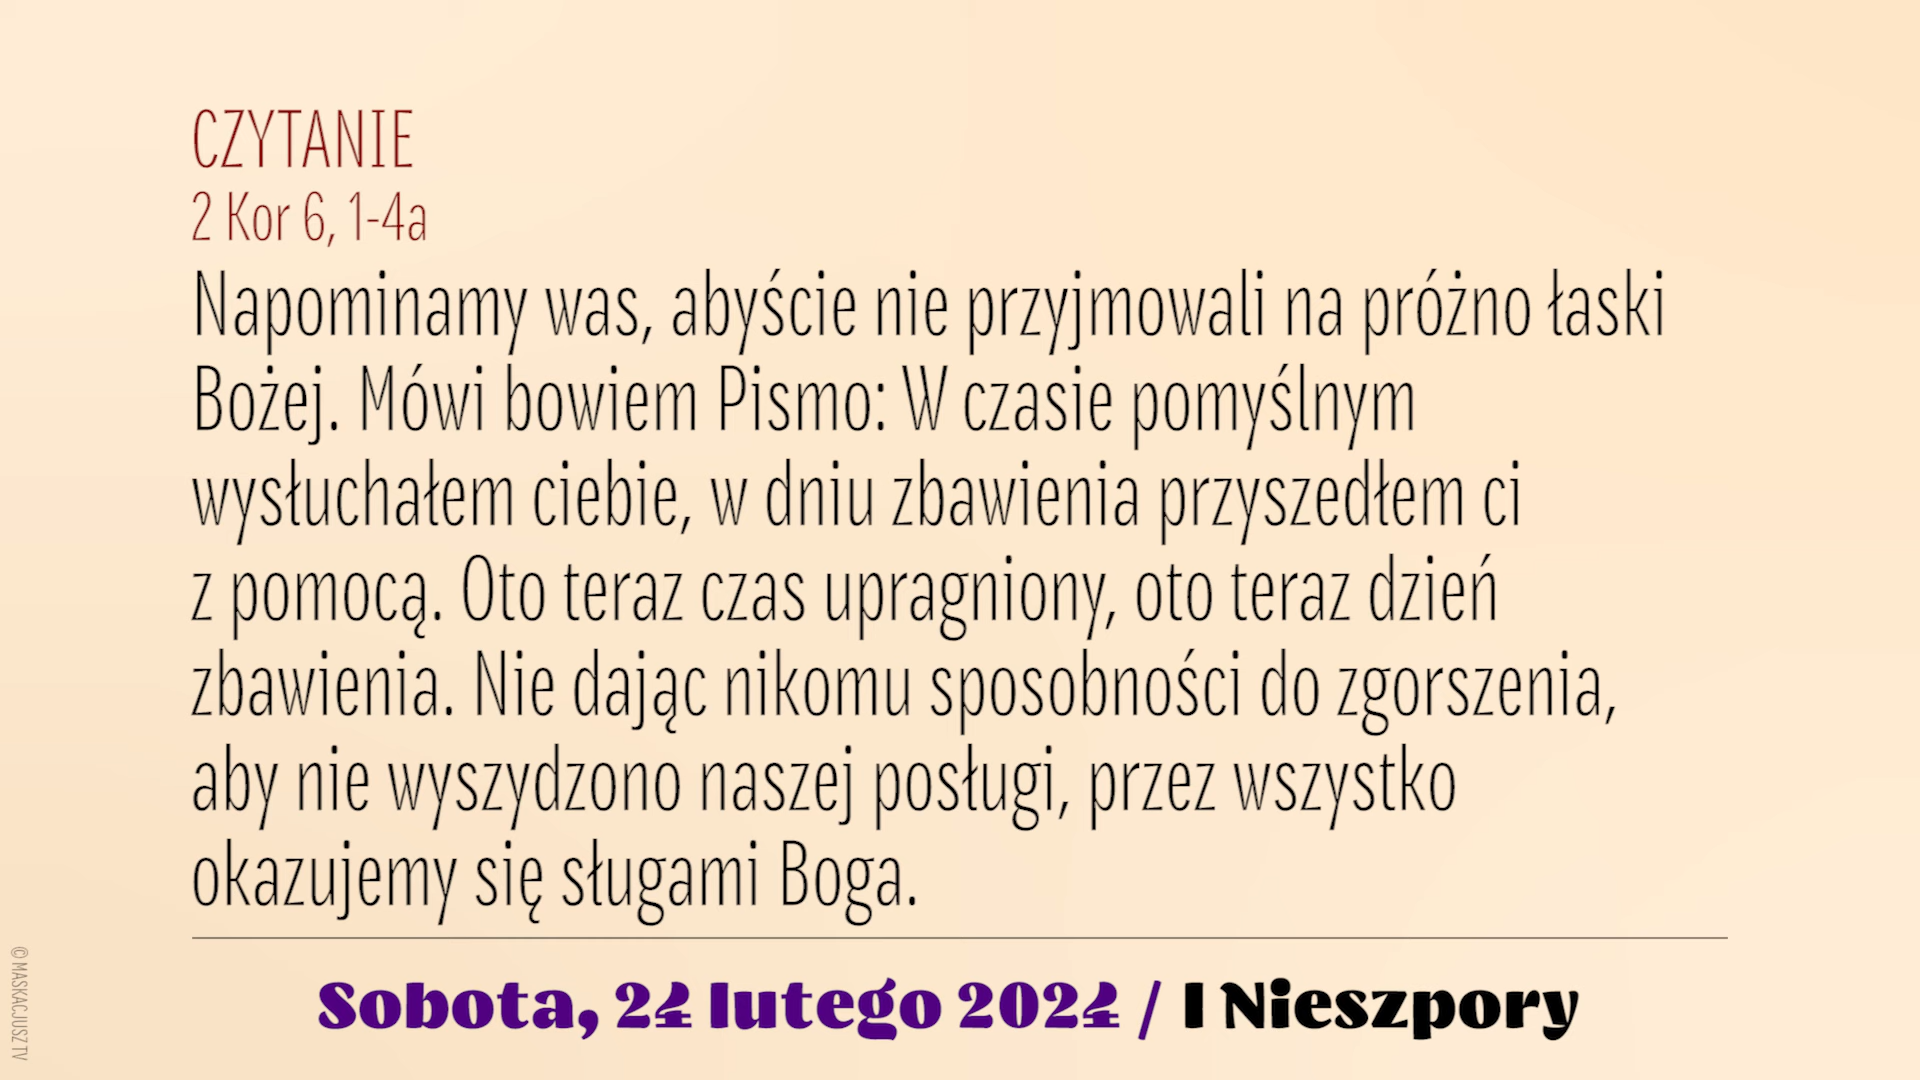 CZYTANIE
2 Kor 6, 1-4a
Napominamy was, abyście nie przyjmowali na próżno łaski
Bożej. Mówi bowiem Pismo: W czasie pomyślnym
wysłuchałem ciebie, w dniu zbawienia przyszedłem ci
z pomocą. Oto teraz czas upragniony, oto teraz dzień
zbawienia. Nie dając nikomu sposobności do zgorszenia,
aby nie wyszydzono naszej posługi, przez wszystko
okazujemy się sługami Boga.
Sobota, 24 lutego 2024 / I Nieszpory
© MASKACJUSZ TV